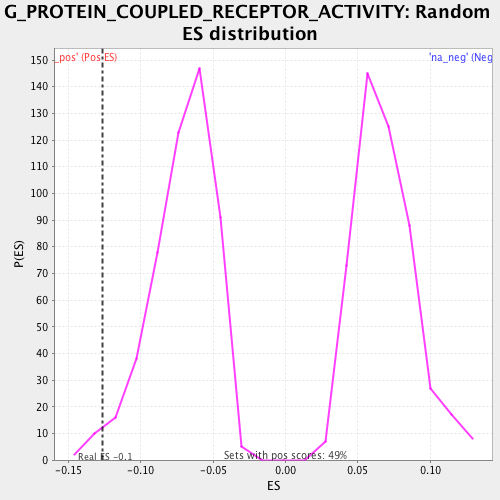 G_PROTEIN_COUPLED_RECEPTOR_ACTIVITY: Random
ES distribution
_pos' (Pos ES)
'na_neg' (Neg
150
140
130
120
110
100
90
80
70
60
50
40
30
20
10
0
P(ES)
Real ES -0.1
Sets with pos scores: 49%
-0.15
-0.10
-0.05
0.00
0.05
0.10
ES